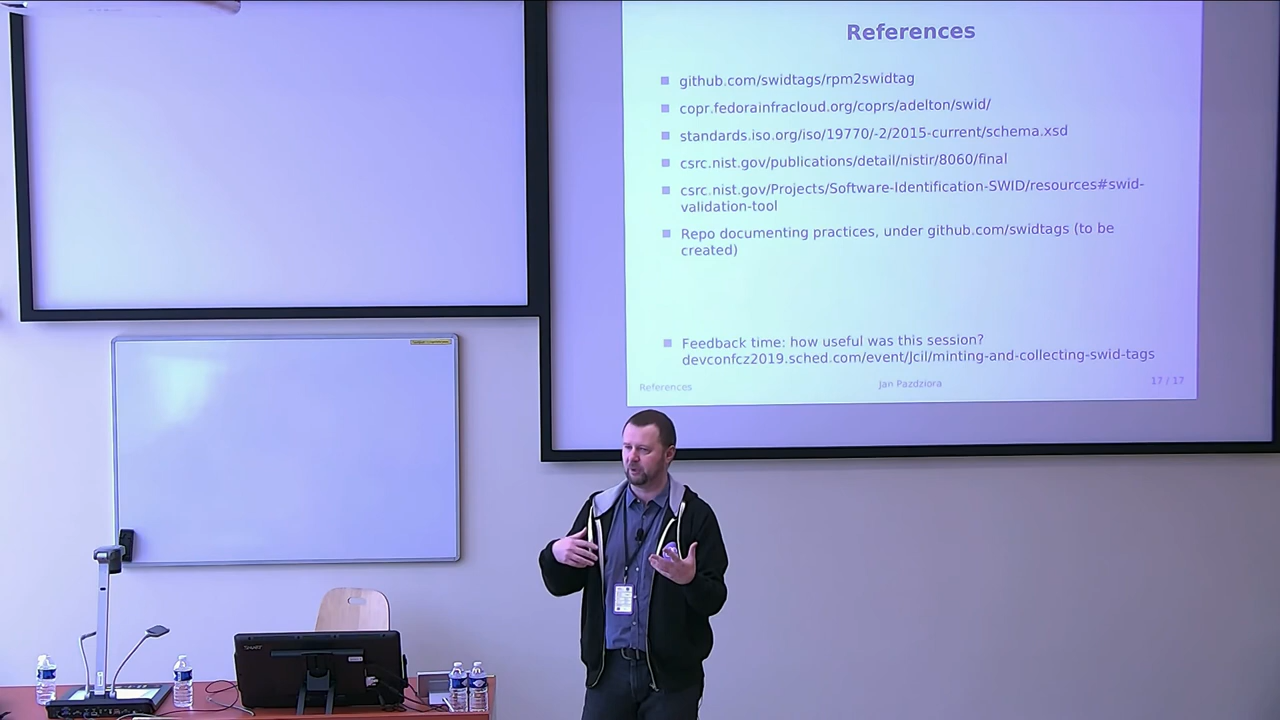 References
github.com/swidtags/rpm2swidtag
copr.fedorainfracloud.org/coprs/adelton/swid/
standards.iso.org/iso/19770/-2/2015-current/schema.xsd
csrc.nist.gov/publications/detail/nistir/8060/final
csrc.nist.gov/Projects/Software-Identification-SWID/resources#swid-
validation-tool
Repo documenting practices, under github.com/swidtags (to be
created)
Feedback time: how useful was this session?
devconfcz2019.sched.com/event/Jcil/minting-and-collecting-swid-tags
References
Jan Pazdziora
17 / 17